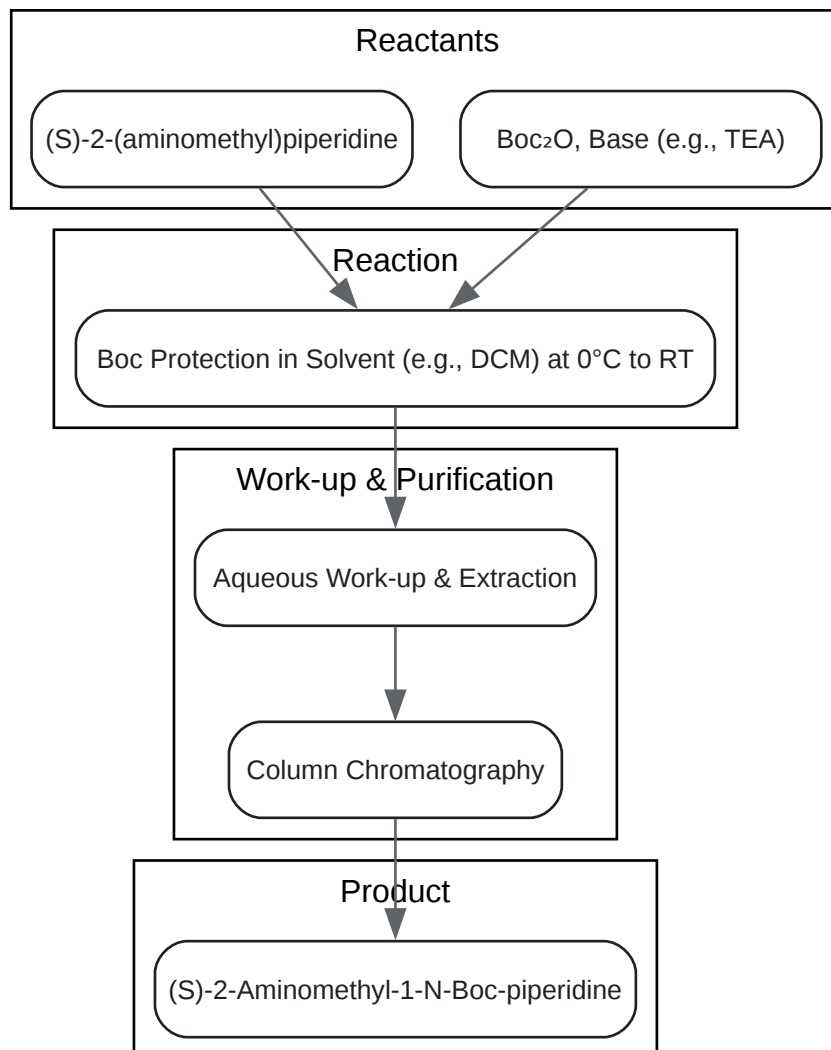 Reactants
(S)-2-(aminomethyl)piperidine
Boc₂O, Base (e.g., TEA)
Reaction
Boc Protection in Solvent (e.g., DCM) at 0°C to RT
Work-up & Purification
Aqueous Work-up & Extraction
Column Chromatography
Product
(S)-2-Aminomethyl-1-N-Boc-piperidine